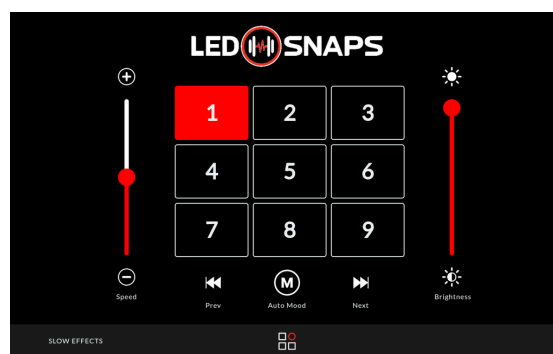 LED SNAPS
1 2 3
4 5 6
7 8 9
M
Speed Prev Auto Mood Next Brightness
SLOW EFFECTS